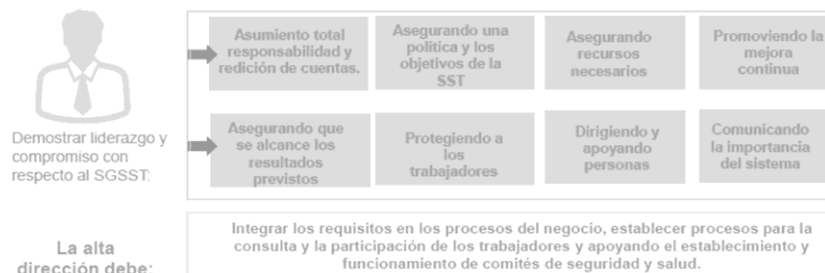 Asumiento total
responsabilidad y
redición de cuentas.
Asegurando una
política y los
objetivos de la
SST
Asegurando
recursos
necesarios
Promoviendo la
mejora
continua
Demostrar liderazgo y
compromiso con
respecto al SGSST:
Asegurando que
se alcance los
resultados
previstos
Protegiendo a
los
trabajadores
Dirigiendo y
apoyando
personas
Comunicando
la importancia
del sistema
La alta
dirección debe:
Integrar los requisitos en los procesos del negocio, establecer procesos para la
consulta y la participación de los trabajadores y apoyando el establecimiento y
funcionamiento de comités de seguridad y salud.